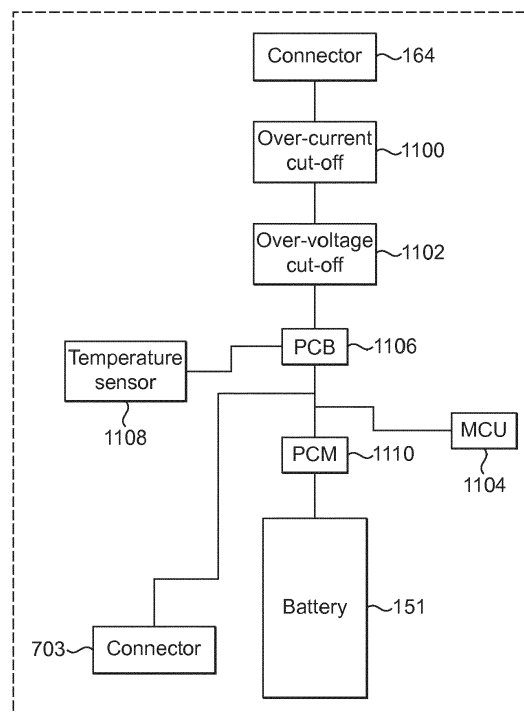 Connector
164
Over-current
cut-off
1100
Over-voltage
cut-off
1102
PCB
1106
Temperature
sensor
1108
MCU
1104
PCM
1110
Battery
151
703
Connector